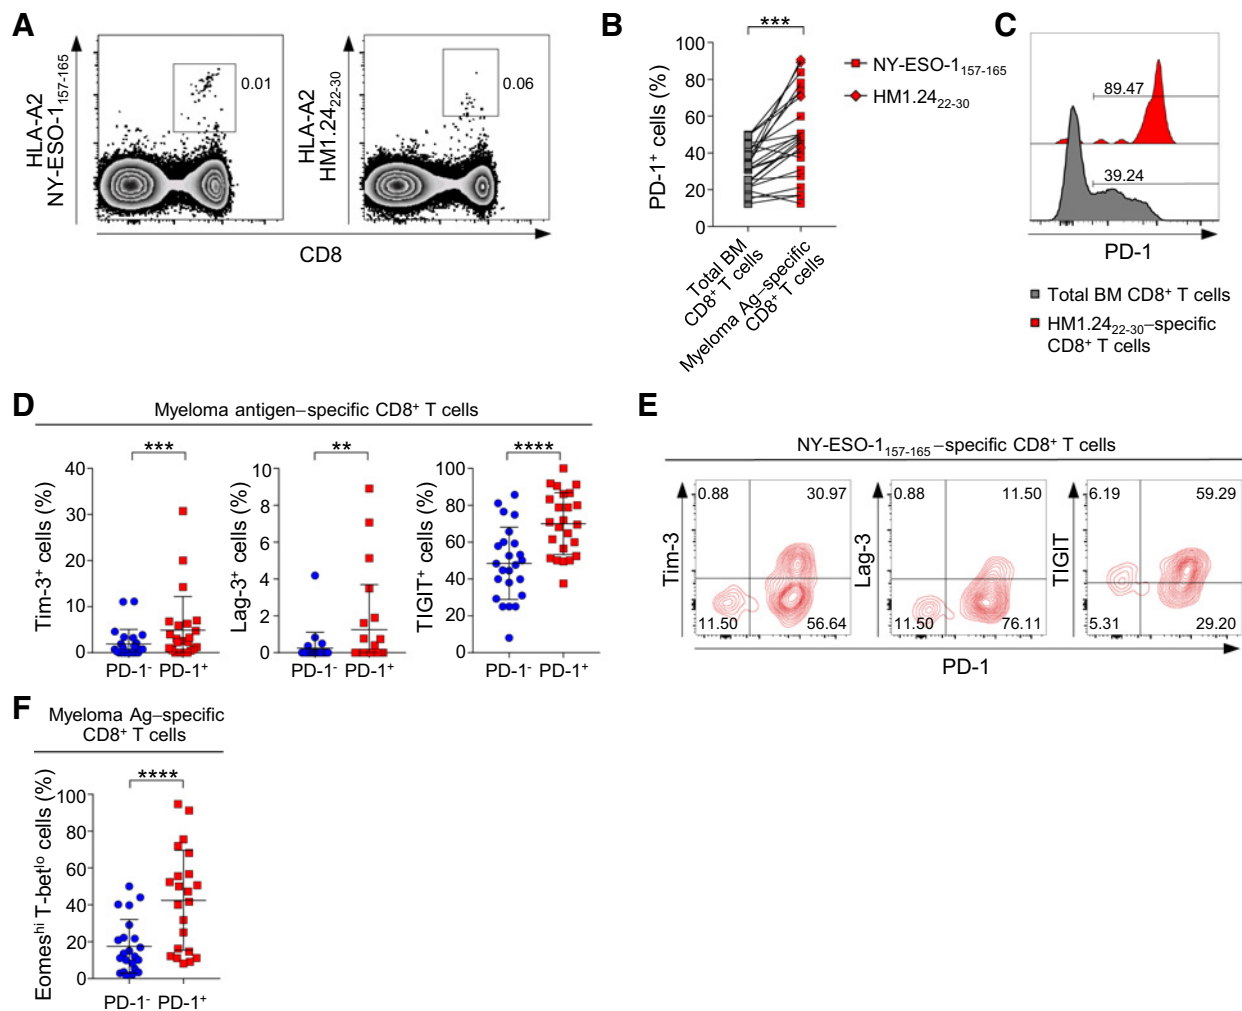 A
HLA-A2
NY-ESO-1157-165
0.01
HLA-A2
HM1.2422-30
0.06
CD8
B
***
PD-1+ cells (%)
100
80
60
40
20
0
Total BM
CD8+ T cells
Myeloma Ag–specific
CD8+ T cells
NY-ESO-1157-165
HM1.2422-30
C
89.47
39.24
PD-1
Total BM CD8+ T cells
HM1.2422-30–specific
CD8+ T cells
D
Myeloma antigen–specific CD8+ T cells
***
Tim-3+ cells (%)
40
30
20
10
0
PD-1- PD-1+
**
Lag-3+ cells (%)
10
8
6
4
2
0
PD-1- PD-1+
****
TIGIT+ cells (%)
100
80
60
40
20
0
PD-1- PD-1+
E
NY-ESO-1157-165–specific CD8+ T cells
Tim-3
0.88 30.97
11.50 56.64
Lag-3
0.88 11.50
11.50 76.11
TIGIT
6.19 59.29
5.31 29.20
PD-1
F
Myeloma Ag–specific
CD8+ T cells
****
Eomeshi T-betlo cells (%)
100
80
60
40
20
0
PD-1- PD-1+